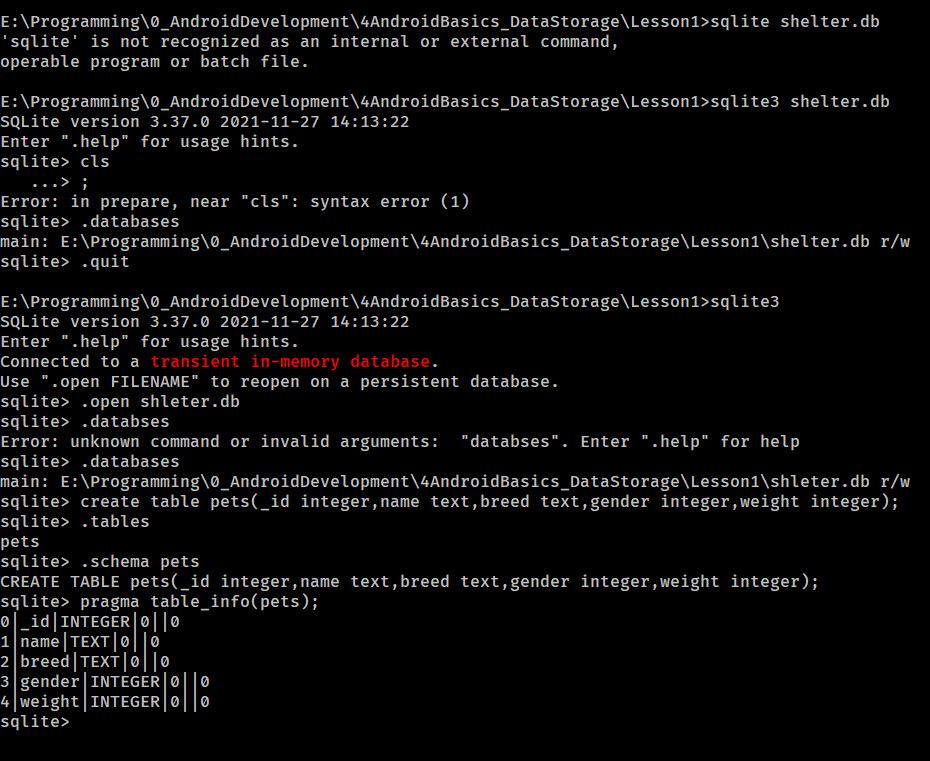 E:\Programming\0_AndroidDevelopment\4AndroidBasics_DataStorage\Lesson1>sqlite shelter.db
'sqlite' is not recognized as an internal or external command,
operable program or batch file.
E:\Programming\0_AndroidDevelopment\4AndroidBasics_DataStorage\Lesson1>sqlite3 shelter.db
SQLite version 3.37.0 2021-11-27 14:13:22
Enter ".help" for usage hints.
sqlite> cls
   ...> ;
Error: in prepare, near "cls": syntax error (1)
sqlite> .databases
main: E:\Programming\0_AndroidDevelopment\4AndroidBasics_DataStorage\Lesson1\shelter.db r/w
sqlite> .quit
E:\Programming\0_AndroidDevelopment\4AndroidBasics_DataStorage\Lesson1>sqlite3
SQLite version 3.37.0 2021-11-27 14:13:22
Enter ".help" for usage hints.
Connected to a transient in-memory database.
Use ".open FILENAME" to reopen on a persistent database.
sqlite> .open shleter.db
sqlite> .databses
Error: unknown command or invalid arguments:  "databses". Enter ".help" for help
sqlite> .databases
main: E:\Programming\0_AndroidDevelopment\4AndroidBasics_DataStorage\Lesson1\shleter.db r/w
sqlite> create table pets(_id integer,name text,breed text,gender integer,weight integer);
sqlite> .tables
pets
sqlite> .schema pets
CREATE TABLE pets(_id integer,name text,breed text,gender integer,weight integer);
sqlite> pragma table_info(pets);
0|_id|INTEGER|0||0
1|name|TEXT|0||0
2|breed|TEXT|0||0
3|gender|INTEGER|0||0
4|weight|INTEGER|0||0
sqlite>